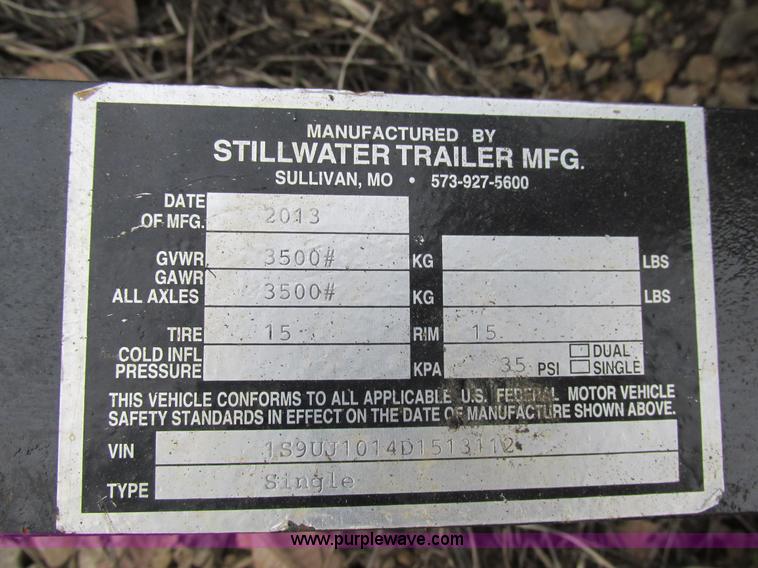 MANUFACTURED BY
STILLWATER TRAILER MFG.
SULLIVAN, MO • 573-927-5600
DATE
OF MFG. 2013
GVWR 3500# KG LBS
GAWR
ALL AXLES 3500# KG LBS
TIRE 15 RIM 15
COLD INFL DUAL
PRESSURE KPA 35 PSI SINGLE
THIS VEHICLE CONFORMS TO ALL APPLICABLE U.S. FEDERAL MOTOR VEHICLE
SAFETY STANDARDS IN EFFECT ON THE DATE OF MANUFACTURE SHOWN ABOVE.
VIN 1S9UJ1014D1513112
TYPE Single
www.purplewave.com